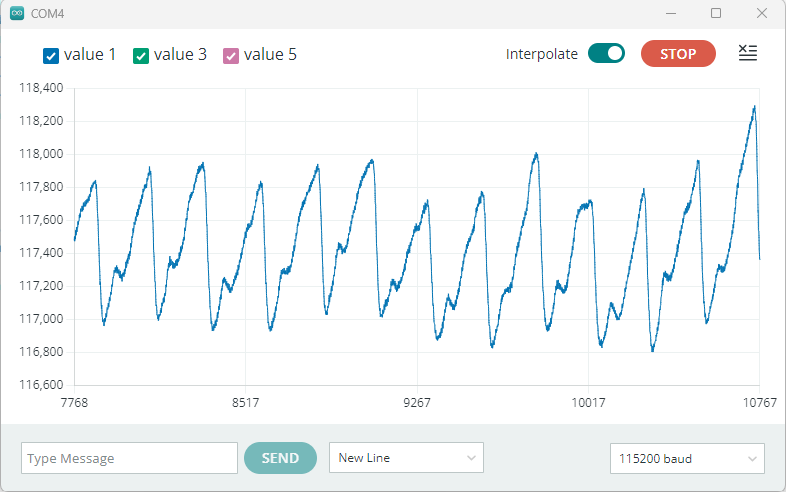 COM4
value 1 value 3 value 5 Interpolate STOP
118,400
118,200
118,000
117,800
117,600
117,400
117,200
117,000
116,800
116,600
7768 8517 9267 10017 10767
Type Message SEND New Line 115200 baud